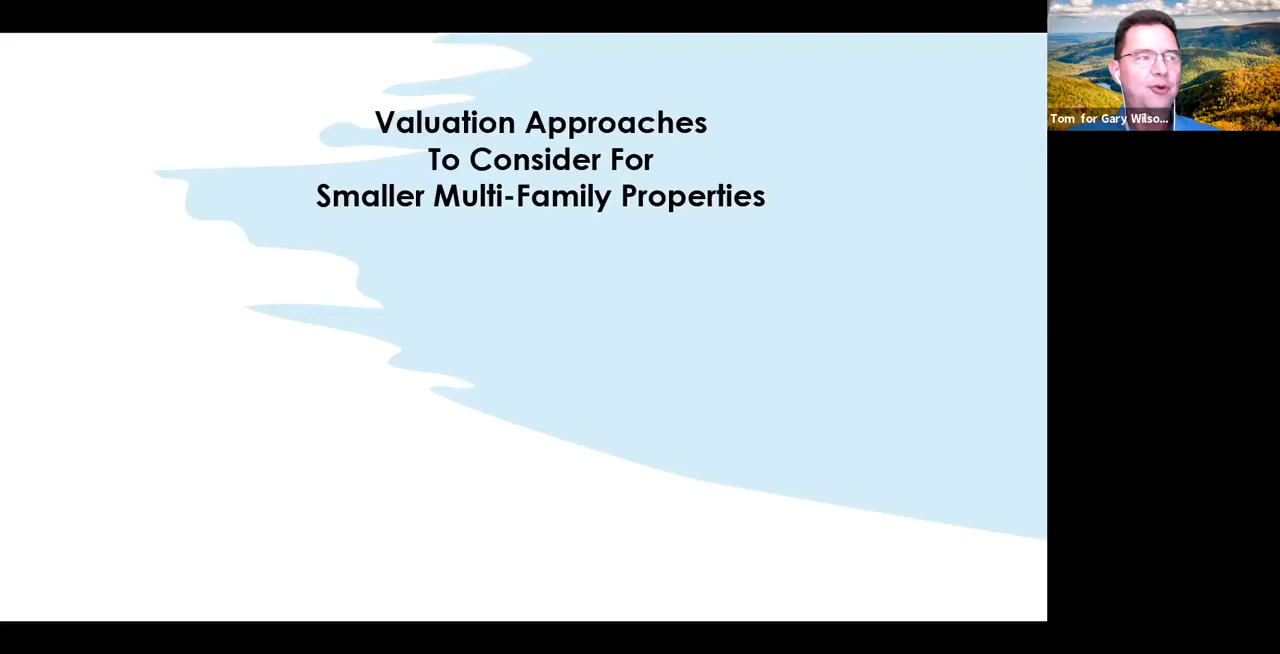 Valuation Approaches
To Consider For
Smaller Multi-Family Properties
Tom for Gary Wilso...